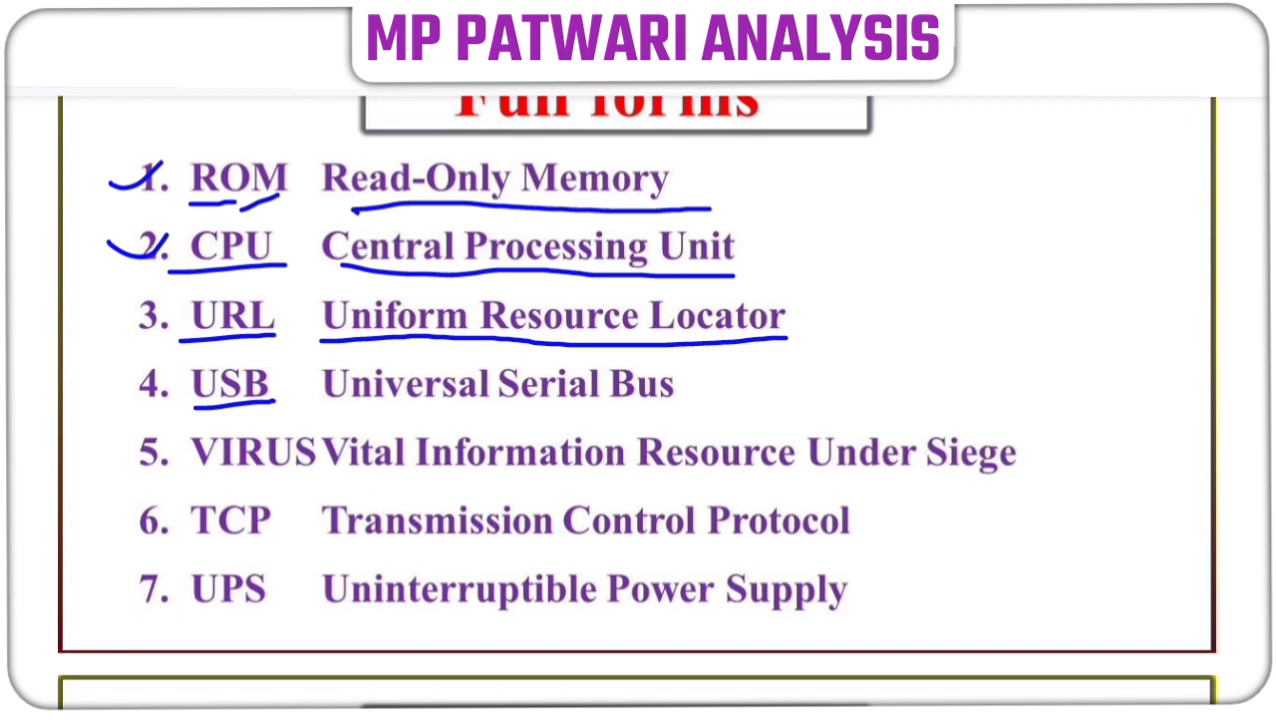 MP PATWARI ANALYSIS
Full forms
1. ROM Read-Only Memory
2. CPU Central Processing Unit
3. URL Uniform Resource Locator
4. USB Universal Serial Bus
5. VIRUS Vital Information Resource Under Siege
6. TCP Transmission Control Protocol
7. UPS Uninterruptible Power Supply